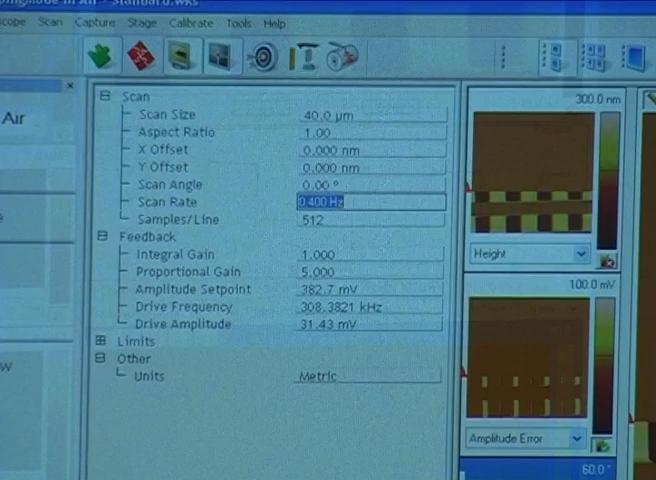 Scan Capture Stage Calibrate Tools Help
Air
Scan
Scan Size 40.0 µm
Aspect Ratio 1.00
X Offset 0.000 nm
Y Offset 0.000 nm
Scan Angle 0.00 °
Scan Rate 0.400 Hz
Samples/Line 512
Feedback
Integral Gain 1.000
Proportional Gain 5.000
Amplitude Setpoint 382.7 mV
Drive Frequency 308.3821 kHz
Drive Amplitude 31.43 mV
Limits
Other
Units Metric
300.0 nm
Height
100.0 mV
Amplitude Error
60.0 °